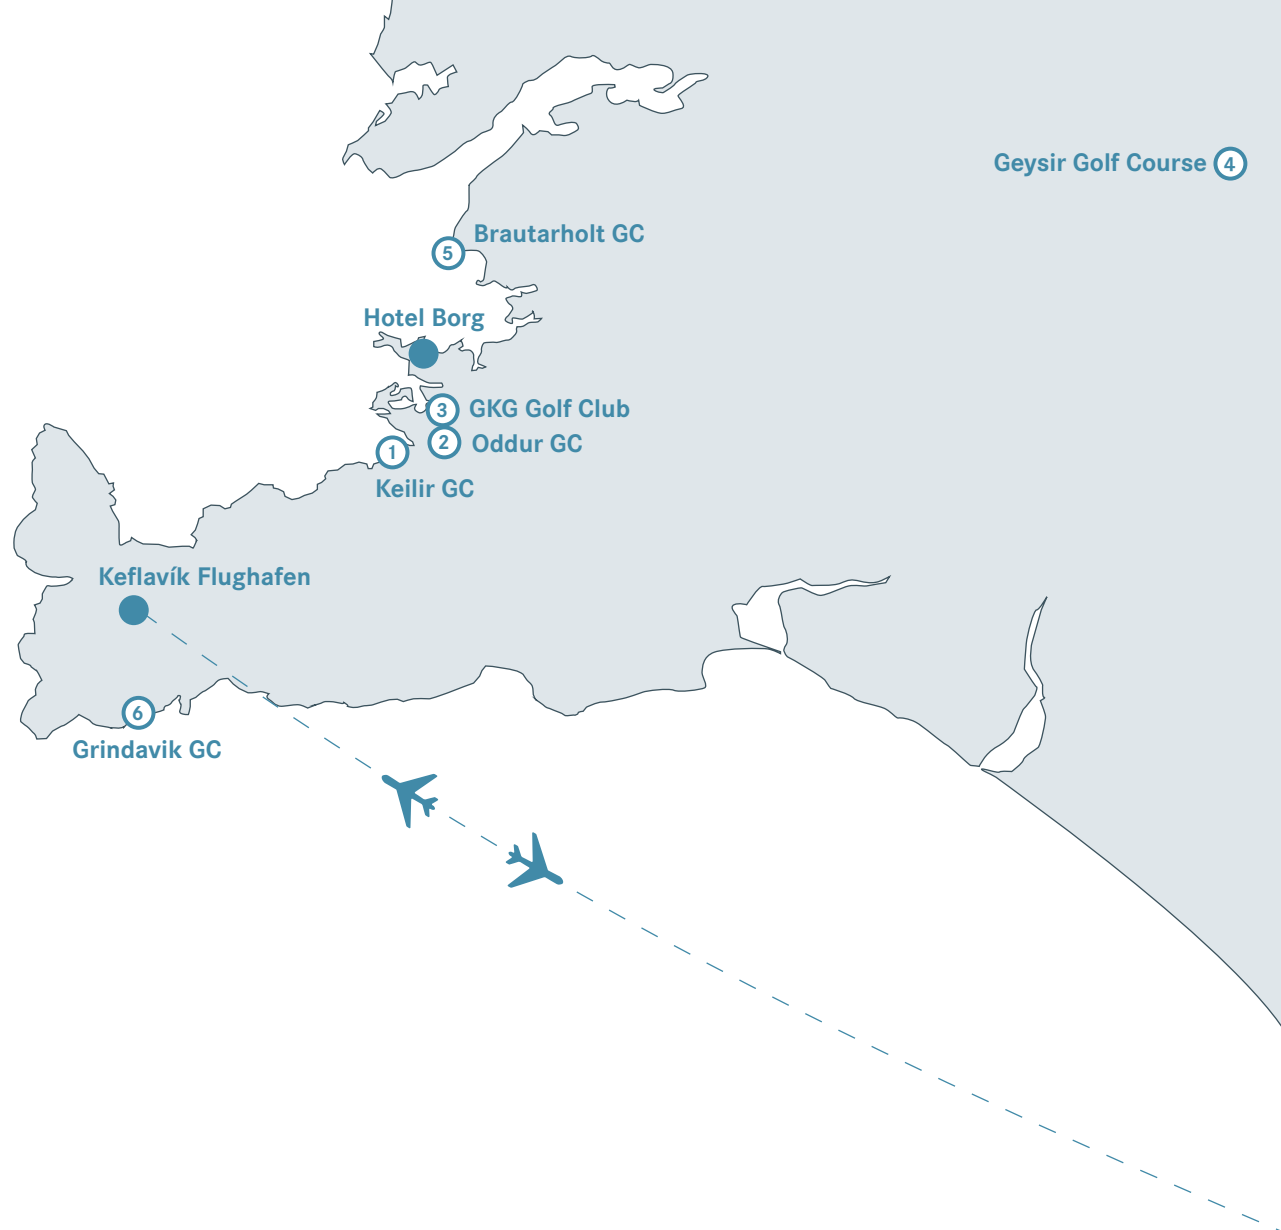 Geysir Golf Course 4
Brautarholt GC
5
Hotel Borg
3 GKG Golf Club
2 Oddur GC
1
Keilir GC
Keflavík Flughafen
6
Grindavik GC